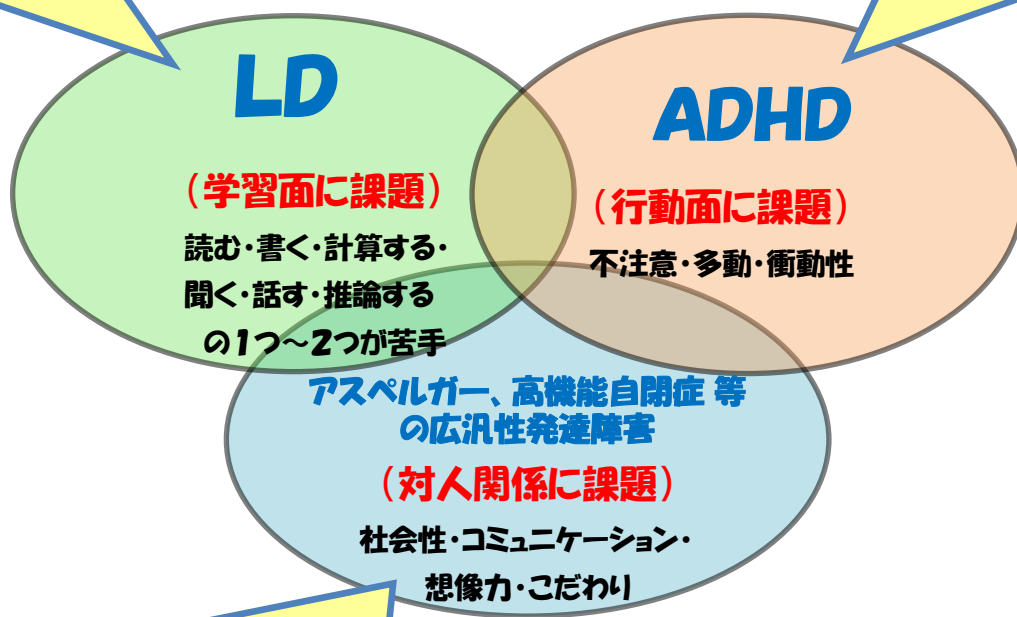 LD
(学習面に課題)
読む・書く・計算する・
聞く・話す・推論する
の1つ～2つが苦手
ADHD
(行動面に課題)
不注意・多動・衝動性
アスペルガー、高機能自閉症 等
の広汎性発達障害
(対人関係に課題)
社会性・コミュニケーション・
想像力・こだわり